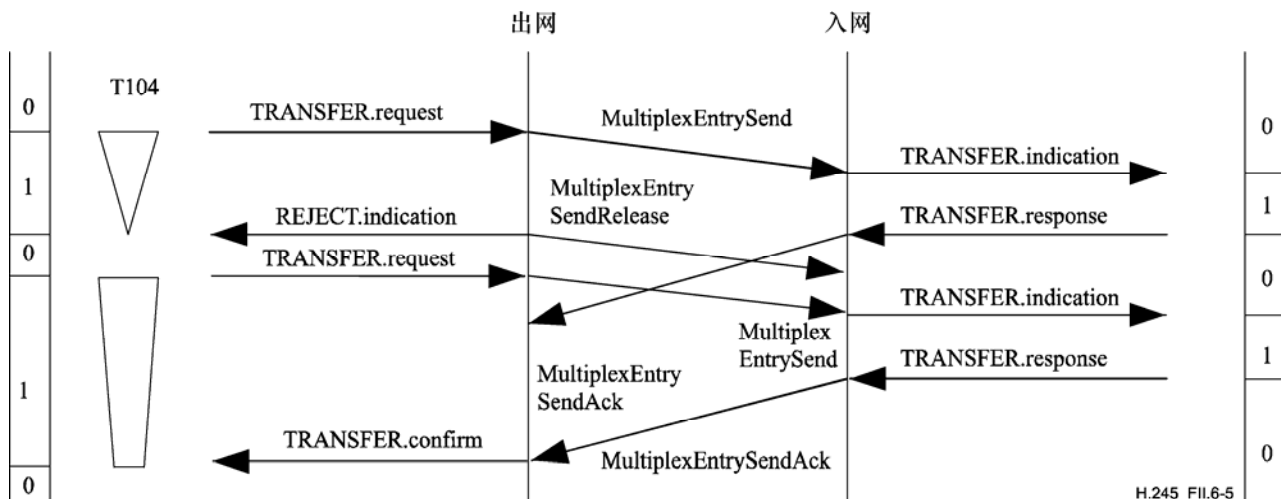 出网 入网
T104
0
TRANSFER.request
MultiplexEntrySend
0
TRANSFER.indication
1
MultiplexEntry
SendRelease
REJECT.indication
TRANSFER.response
1
0
TRANSFER.request
0
TRANSFER.indication
Multiplex
EntrySend
TRANSFER.response
1
1
MultiplexEntry
SendAck
TRANSFER.confirm
MultiplexEntrySendAck
0
0
H.245_FII.6-5